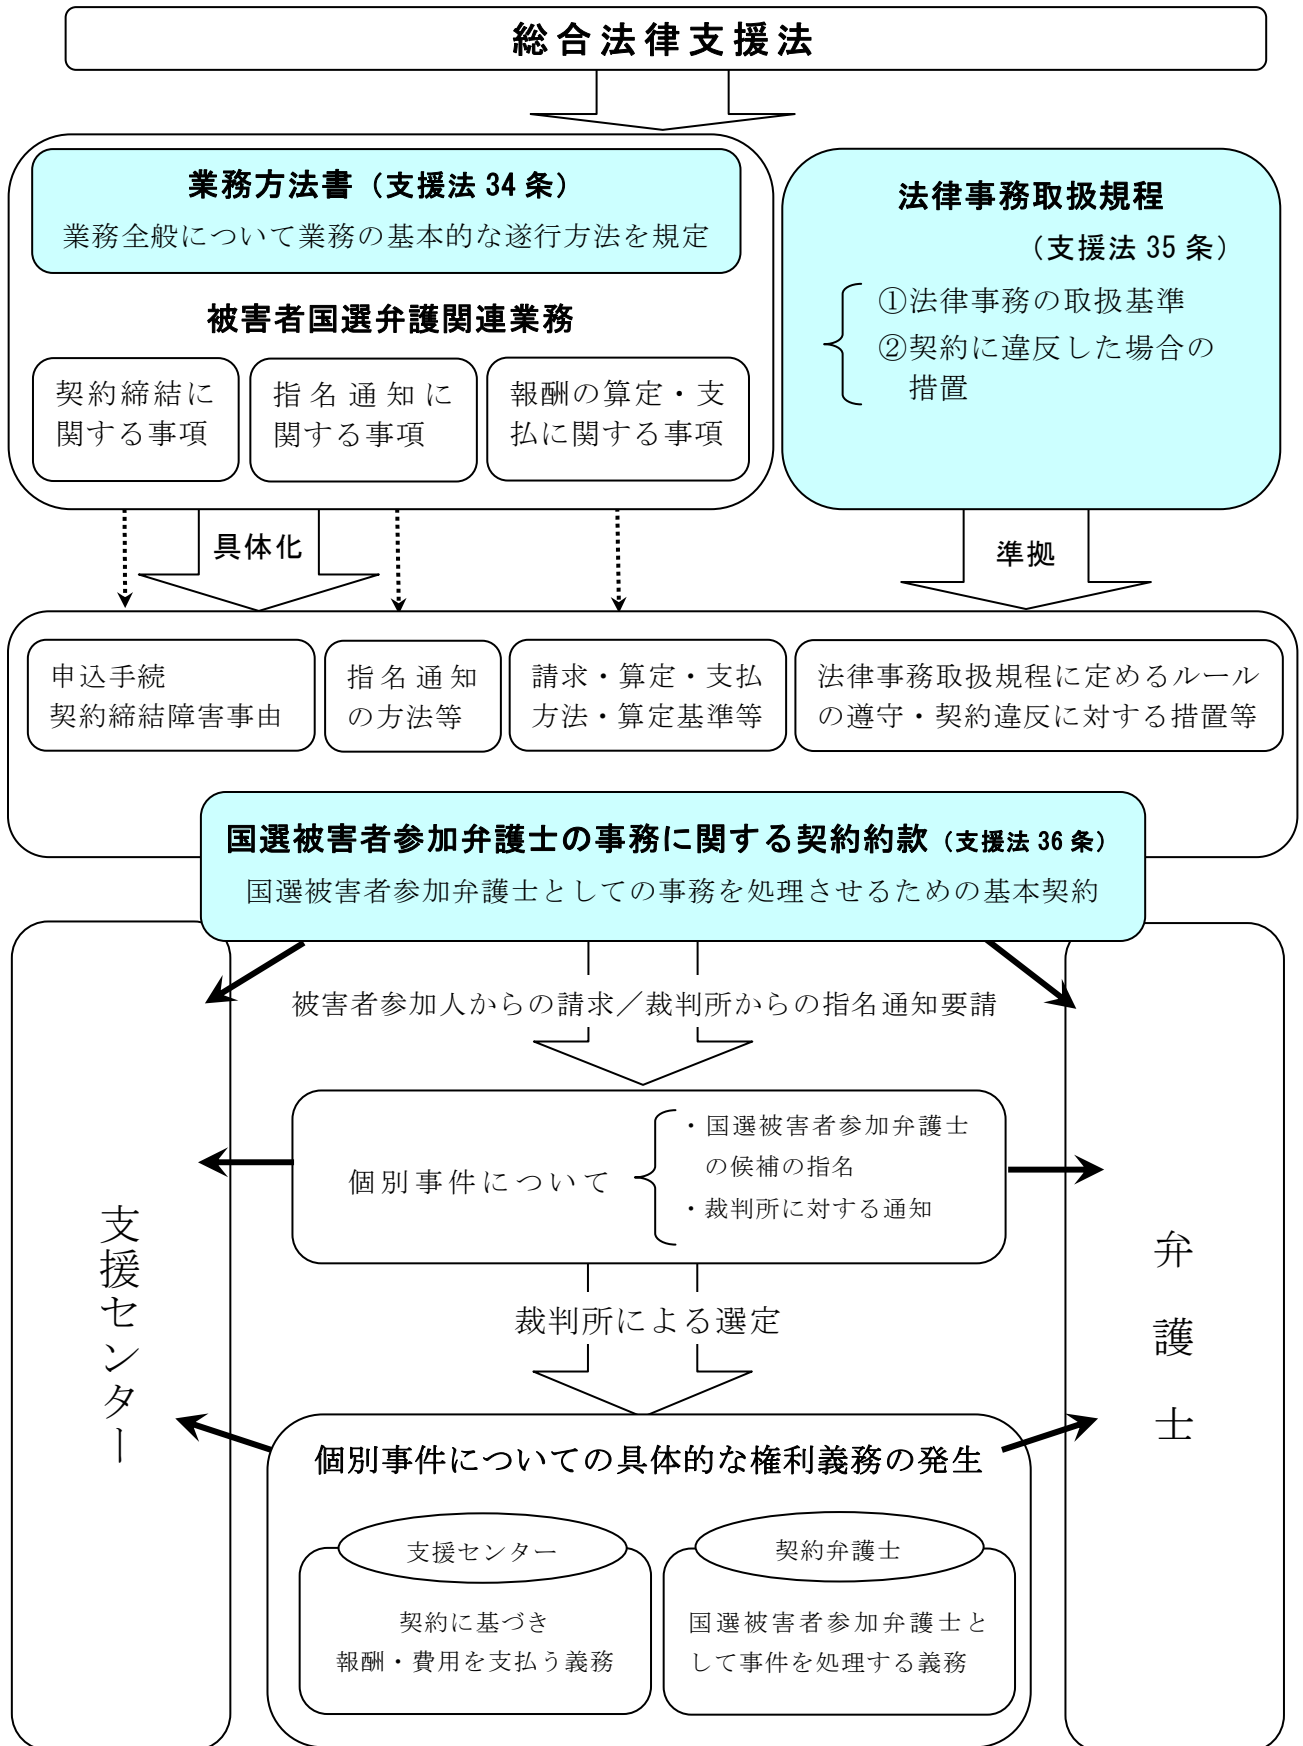 総合法律支援法
業務方法書（支援法 34 条）
業務全般について業務の基本的な遂行方法を規定
被害者国選弁護関連業務
契約締結に
関する事項
指名通知に
関する事項
報酬の算定・支
払に関する事項
法律事務取扱規程
（支援法 35 条）
①法律事務の取扱基準
②契約に違反した場合の
措置
具体化
準拠
申込手続
契約締結障害事由
指名通知
の方法等
請求・算定・支払
方法・算定基準等
法律事務取扱規程に定めるルール
の遵守・契約違反に対する措置等
国選被害者参加弁護士の事務に関する契約約款（支援法 36 条）
国選被害者参加弁護士としての事務を処理させるための基本契約
被害者参加人からの請求／裁判所からの指名通知要請
個別事件について
・国選被害者参加弁護士
の候補の指名
・裁判所に対する通知
支援センター
弁護士
裁判所による選定
個別事件についての具体的な権利義務の発生
支援センター
契約に基づき
報酬・費用を支払う義務
契約弁護士
国選被害者参加弁護士と
して事件を処理する義務